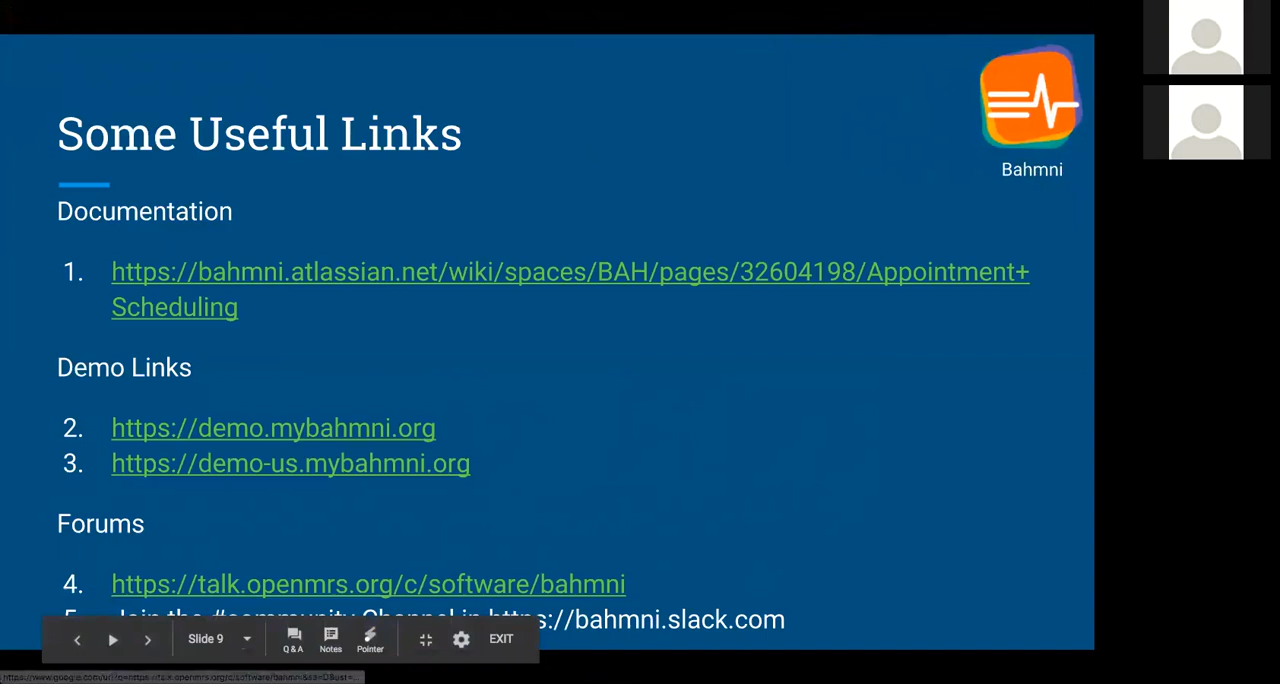 Some Useful Links
Bahmni
Documentation
1. https://bahmni.atlassian.net/wiki/spaces/BAH/pages/32604198/Appointment+
Scheduling
Demo Links
2. https://demo.mybahmni.org
3. https://demo-us.mybahmni.org
Forums
4. https://talk.openmrs.org/c/software/bahmni
5. Join the #community Channel in https://bahmni.slack.com
Slide 9
Q & A
Notes
Pointer
EXIT